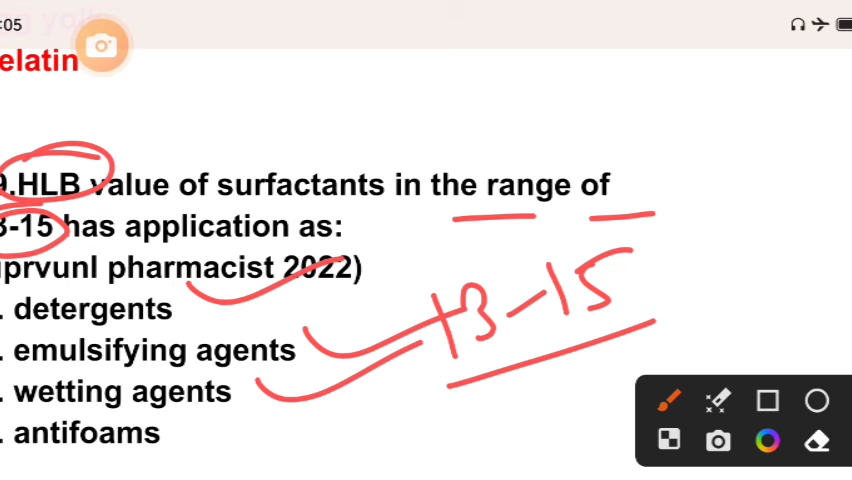 :05
elatin
9.HLB value of surfactants in the range of
3-15 has application as:
uprvunl pharmacist 2022)
. detergents
13-15
. emulsifying agents
. wetting agents
. antifoams